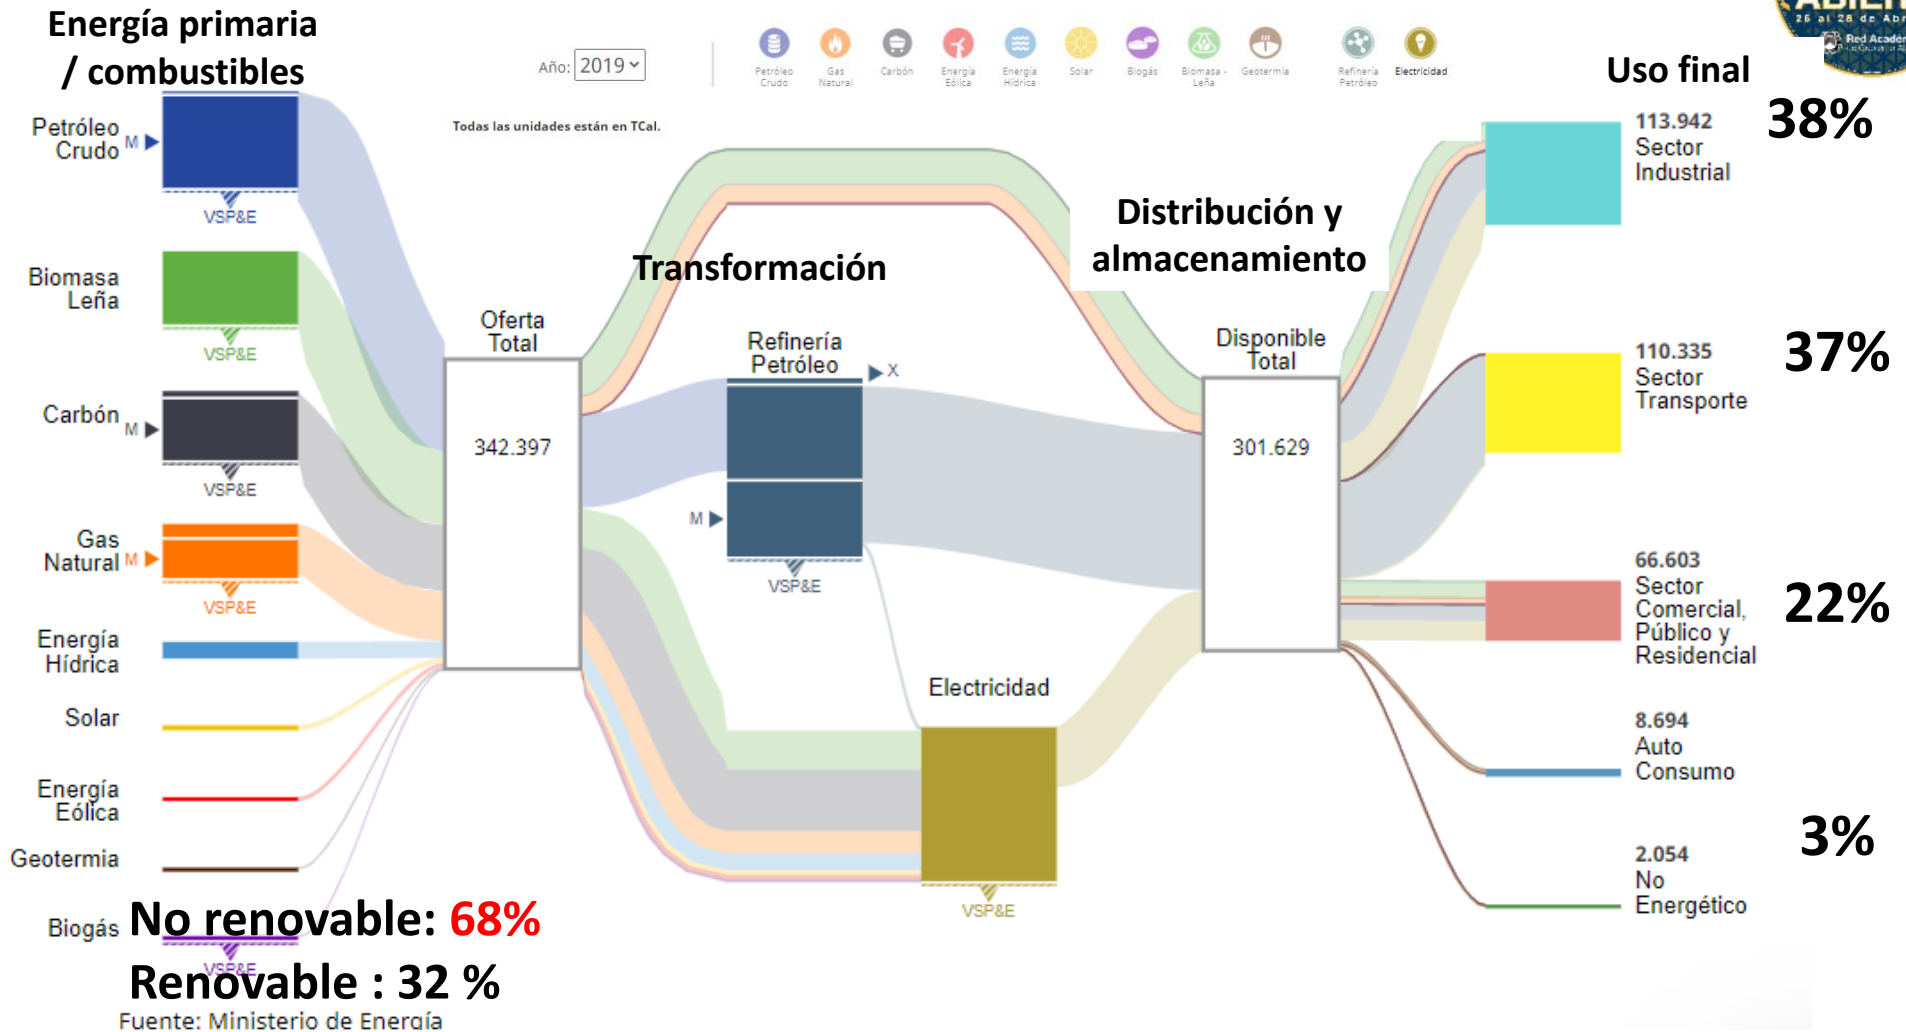 Energía primaria
/ combustibles
Año: 2019
Petróleo
Crudo
Gas
Natural
Carbón
Energía
Eólica
Energía
Hídrica
Solar
Biogás
Biomasa -
Leña
Geotermia
Refinería
Petróleo
Electricidad
26 al 28 de Abr
Todas las unidades están en TCal.
Uso final
Petróleo
Crudo
M
VSP&E
Biomasa
Leña
VSP&E
Carbón
M
VSP&E
Gas
Natural
M
VSP&E
Energía
Hídrica
Solar
Energía
Eólica
Geotermia
Biogás
VSP&E
No renovable: 68%
Renovable : 32 %
Fuente: Ministerio de Energía
Oferta
Total
342.397
Transformación
Refinería
Petróleo
X
M
VSP&E
Electricidad
VSP&E
Distribución y
almacenamiento
Disponible
Total
301.629
113.942
Sector
Industrial
38%
110.335
Sector
Transporte
37%
66.603
Sector
Comercial,
Público y
Residencial
22%
8.694
Auto
Consumo
2.054
No
Energético
3%